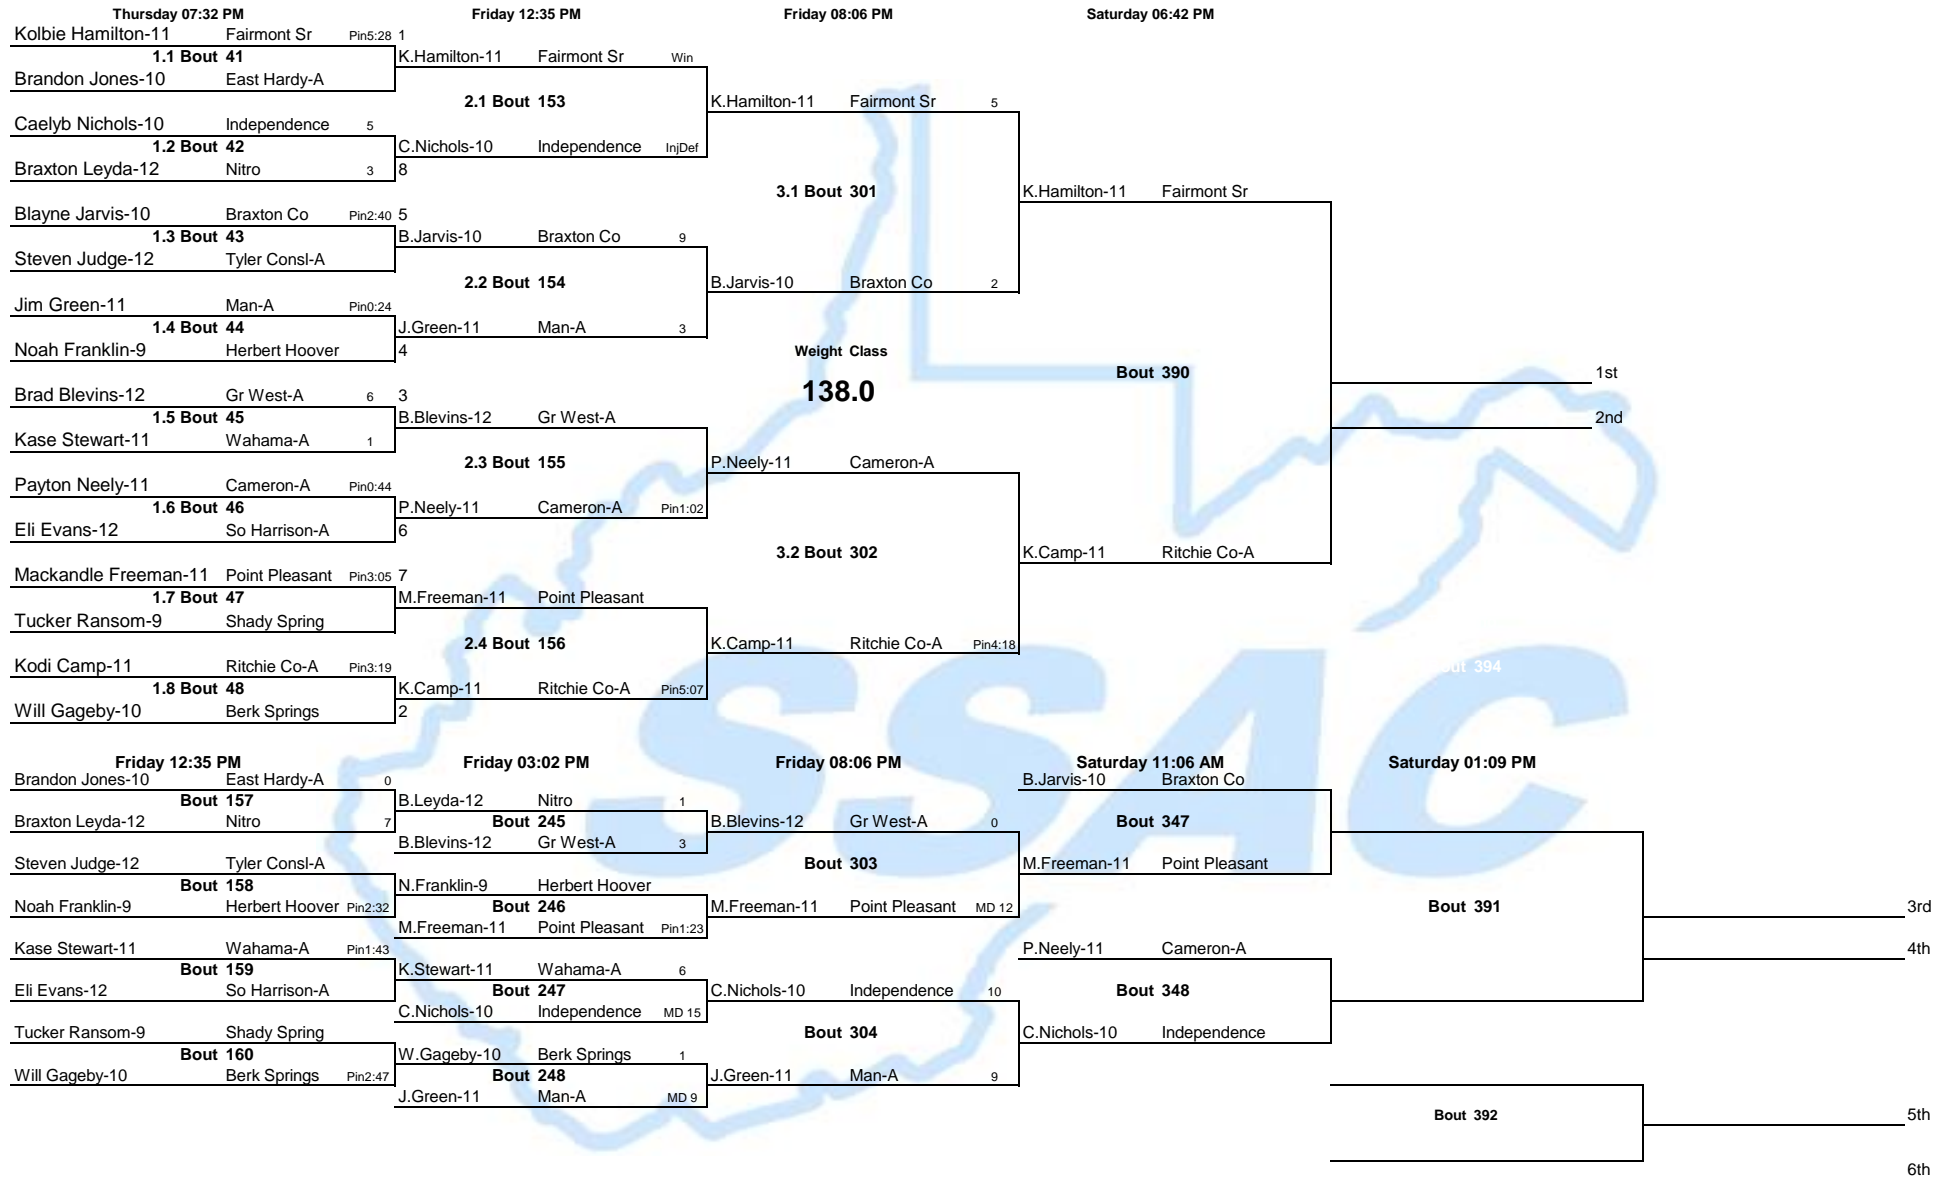 Thursday 07:32 PM Friday 12:35 PM Friday 08:06 PM Saturday 06:42 PM
Kolbie Hamilton-11 Fairmont Sr Pin5:28 1
1.1 Bout 41 K.Hamilton-11 Fairmont Sr Win
Brandon Jones-10 East Hardy-A
2.1 Bout 153 K.Hamilton-11 Fairmont Sr 5
Caelyb Nichols-10 Independence 5
1.2 Bout 42 C.Nichols-10 Independence InjDef
Braxton Leyda-12 Nitro 3 8
3.1 Bout 301 K.Hamilton-11 Fairmont Sr
Blayne Jarvis-10 Braxton Co Pin2:40 5
1.3 Bout 43 B.Jarvis-10 Braxton Co 9
Steven Judge-12 Tyler Consl-A
2.2 Bout 154 B.Jarvis-10 Braxton Co 2
Jim Green-11 Man-A Pin0:24
1.4 Bout 44 J.Green-11 Man-A 3
Noah Franklin-9 Herbert Hoover 4 Weight Class
Bout 390 1st
Brad Blevins-12 Gr West-A 6 3 138.0
1.5 Bout 45 B.Blevins-12 Gr West-A 2nd
Kase Stewart-11 Wahama-A 1
2.3 Bout 155 P.Neely-11 Cameron-A
Payton Neely-11 Cameron-A Pin0:44
1.6 Bout 46 P.Neely-11 Cameron-A Pin1:02
Eli Evans-12 So Harrison-A 6
3.2 Bout 302 K.Camp-11 Ritchie Co-A
Mackandle Freeman-11 Point Pleasant Pin3:05 7
1.7 Bout 47 M.Freeman-11 Point Pleasant
Tucker Ransom-9 Shady Spring
2.4 Bout 156 K.Camp-11 Ritchie Co-A Pin4:18
Kodi Camp-11 Ritchie Co-A Pin3:19 394
1.8 Bout 48 K.Camp-11 Ritchie Co-A Pin5:07
Will Gageby-10 Berk Springs 2
SSAC
Friday 12:35 PM Friday 03:02 PM Friday 08:06 PM Saturday 11:06 AM Saturday 01:09 PM
Brandon Jones-10 East Hardy-A 0 B.Jarvis-10 Braxton Co
Bout 157 B.Leyda-12 Nitro 1
Braxton Leyda-12 Nitro 7 Bout 245 B.Blevins-12 Gr West-A 0 Bout 347
B.Blevins-12 Gr West-A 3
Steven Judge-12 Tyler Consl-A Bout 303 M.Freeman-11 Point Pleasant
Bout 158 N.Franklin-9 Herbert Hoover
Noah Franklin-9 Herbert Hoover Pin2:32 Bout 246 M.Freeman-11 Point Pleasant MD 12 Bout 391 3rd
M.Freeman-11 Point Pleasant Pin1:23
Kase Stewart-11 Wahama-A Pin1:43 P.Neely-11 Cameron-A 4th
Bout 159 K.Stewart-11 Wahama-A 6
Eli Evans-12 So Harrison-A Bout 247 C.Nichols-10 Independence 10 Bout 348
C.Nichols-10 Independence MD 15
Tucker Ransom-9 Shady Spring Bout 304 C.Nichols-10 Independence
Bout 160 W.Gageby-10 Berk Springs 1
Will Gageby-10 Berk Springs Pin2:47 Bout 248 J.Green-11 Man-A 9
J.Green-11 Man-A MD 9
Bout 392 5th
6th